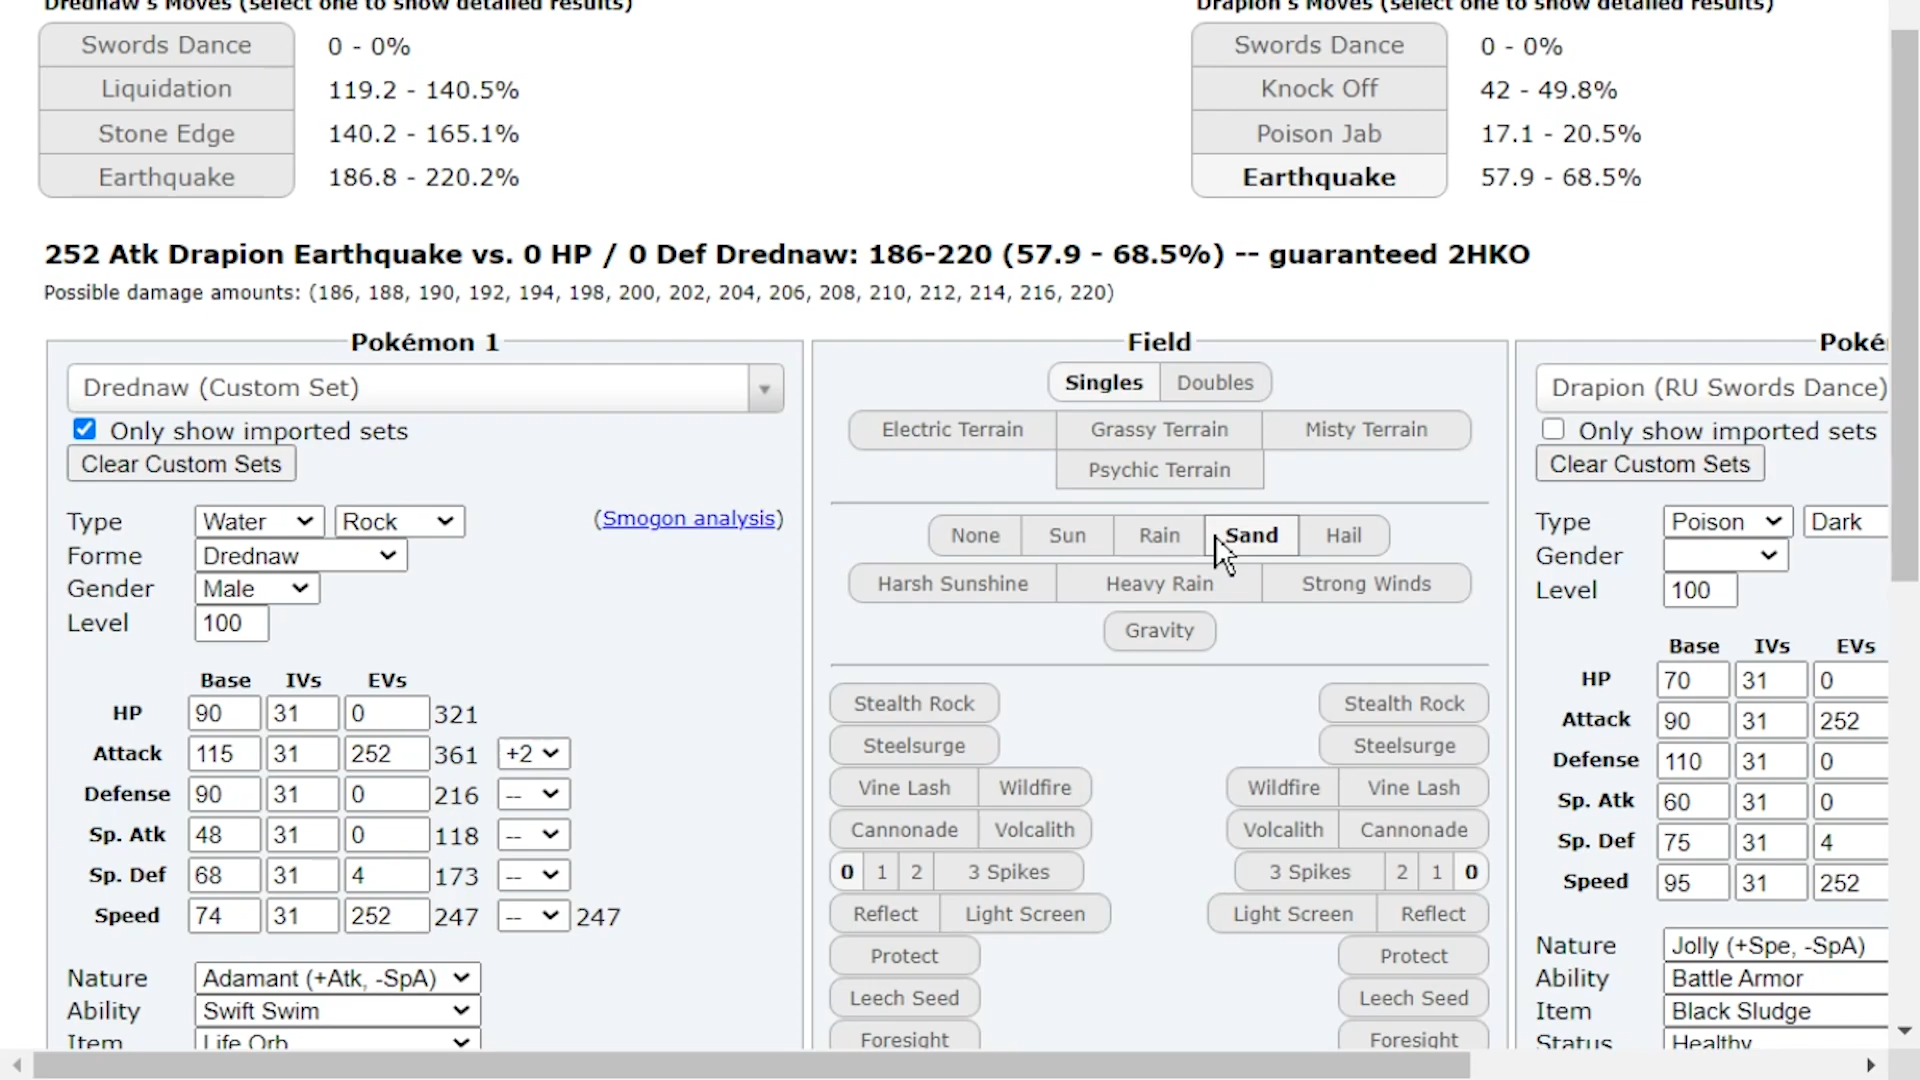 Drednaw's Moves (select one to show detailed results)
Drapion's Moves (select one to show detailed results)
Swords Dance 0 - 0%
Liquidation 119.2 - 140.5%
Stone Edge 140.2 - 165.1%
Earthquake 186.8 - 220.2%
Swords Dance 0 - 0%
Knock Off 42 - 49.8%
Poison Jab 17.1 - 20.5%
Earthquake 57.9 - 68.5%
252 Atk Drapion Earthquake vs. 0 HP / 0 Def Drednaw: 186-220 (57.9 - 68.5%) -- guaranteed 2HKO
Possible damage amounts: (186, 188, 190, 192, 194, 198, 200, 202, 204, 206, 208, 210, 212, 214, 216, 220)
Pokémon 1
Drednaw (Custom Set)
Only show imported sets
Clear Custom Sets
Type Water Rock (Smogon analysis)
Forme Drednaw
Gender Male
Level 100
Base IVs EVs
HP 90 31 0 321
Attack 115 31 252 361 +2
Defense 90 31 0 216 --
Sp. Atk 48 31 0 118 --
Sp. Def 68 31 4 173 --
Speed 74 31 252 247 -- 247
Nature Adamant (+Atk, -SpA)
Ability Swift Swim
Item Life Orb
Field
Singles Doubles
Electric Terrain Grassy Terrain Misty Terrain
Psychic Terrain
None Sun Rain Sand Hail
Harsh Sunshine Heavy Rain Strong Winds
Gravity
Stealth Rock Stealth Rock
Steelsurge Steelsurge
Vine Lash Wildfire Wildfire Vine Lash
Cannonade Volcalith Volcalith Cannonade
0 1 2 3 Spikes 3 Spikes 2 1 0
Reflect Light Screen Light Screen Reflect
Protect Protect
Leech Seed Leech Seed
Foresight Foresight
Poké
Drapion (RU Swords Dance)
Only show imported sets
Clear Custom Sets
Type Poison Dark
Gender
Level 100
Base IVs EVs
HP 70 31 0
Attack 90 31 252
Defense 110 31 0
Sp. Atk 60 31 0
Sp. Def 75 31 4
Speed 95 31 252
Nature Jolly (+Spe, -SpA)
Ability Battle Armor
Item Black Sludge
Status Healthy